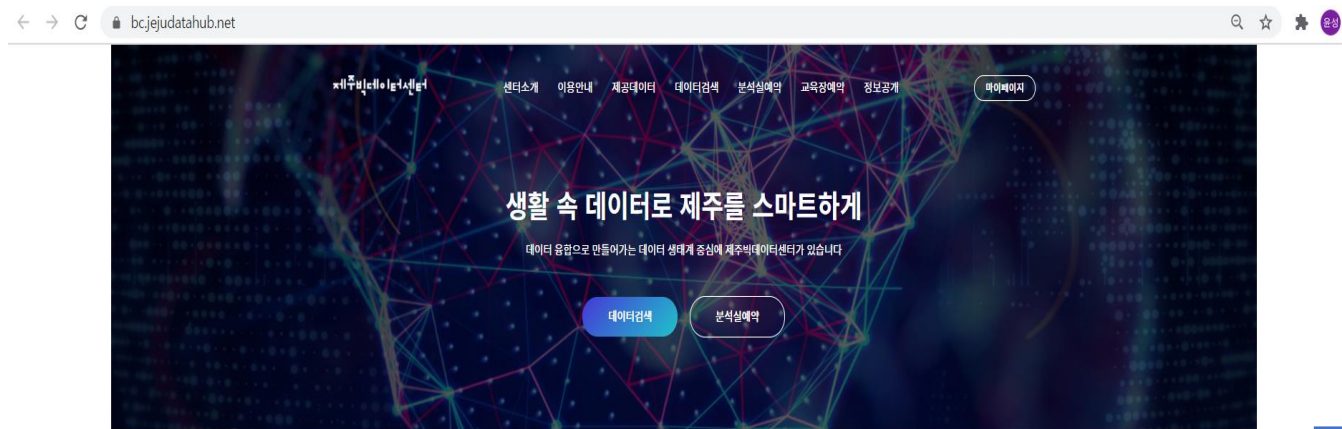 bc.jejudatahub.net
윤성
제주빅데이터센터 센터소개 이용안내 제공데이터 데이터검색 분석실예약 교육장예약 정보공개 마이페이지
생활 속 데이터로 제주를 스마트하게
데이터 융합으로 만들어가는 데이터 생태계 중심에 제주빅데이터센터가 있습니다
데이터검색 분석실예약